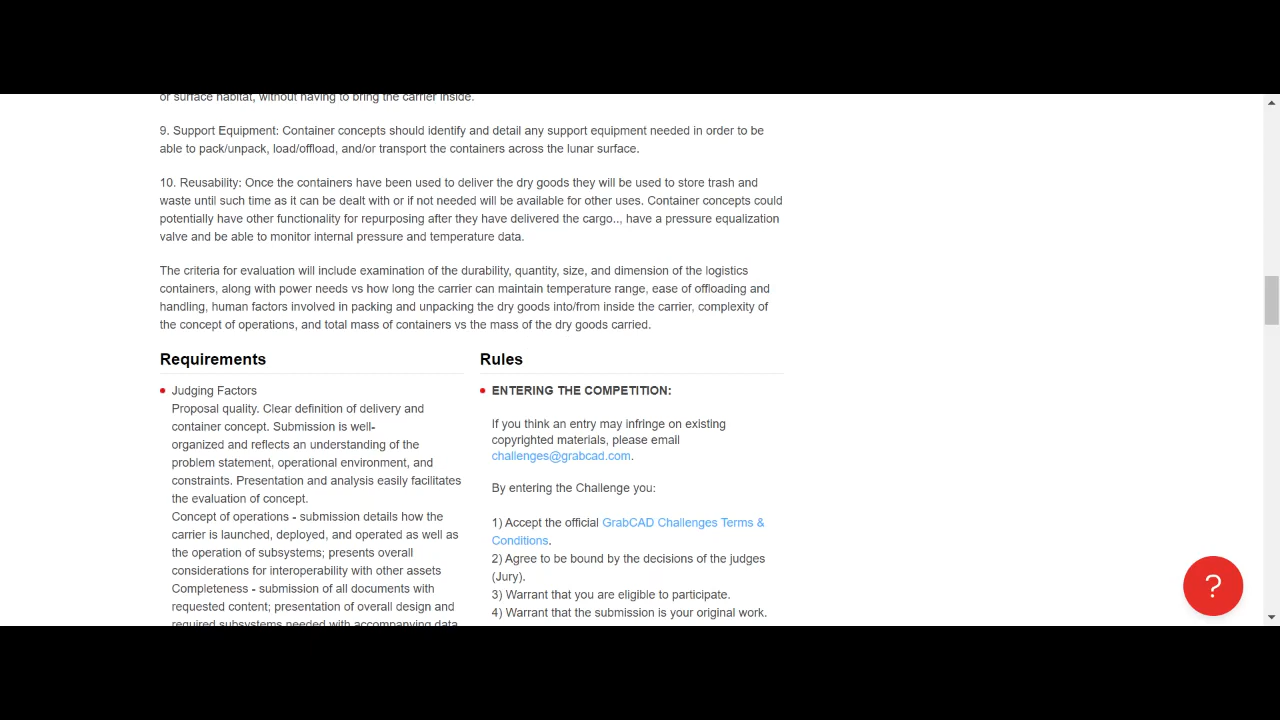 or surface habitat, without having to bring the carrier inside.
9. Support Equipment: Container concepts should identify and detail any support equipment needed in order to be
able to pack/unpack, load/offload, and/or transport the containers across the lunar surface.
10. Reusability: Once the containers have been used to deliver the dry goods they will be used to store trash and
waste until such time as it can be dealt with or if not needed will be available for other uses. Container concepts could
potentially have other functionality for repurposing after they have delivered the cargo.., have a pressure equalization
valve and be able to monitor internal pressure and temperature data.
The criteria for evaluation will include examination of the durability, quantity, size, and dimension of the logistics
containers, along with power needs vs how long the carrier can maintain temperature range, ease of offloading and
handling, human factors involved in packing and unpacking the dry goods into/from inside the carrier, complexity of
the concept of operations, and total mass of containers vs the mass of the dry goods carried.
Requirements
Judging Factors
Proposal quality. Clear definition of delivery and
container concept. Submission is well-
organized and reflects an understanding of the
problem statement, operational environment, and
constraints. Presentation and analysis easily facilitates
the evaluation of concept.
Concept of operations - submission details how the
carrier is launched, deployed, and operated as well as
the operation of subsystems; presents overall
considerations for interoperability with other assets
Completeness - submission of all documents with
requested content; presentation of overall design and
required subsystems needed with accompanying data
Rules
ENTERING THE COMPETITION:
If you think an entry may infringe on existing
copyrighted materials, please email
challenges@grabcad.com.
By entering the Challenge you:
1) Accept the official GrabCAD Challenges Terms &
Conditions.
2) Agree to be bound by the decisions of the judges
(Jury).
3) Warrant that you are eligible to participate.
4) Warrant that the submission is your original work.
?